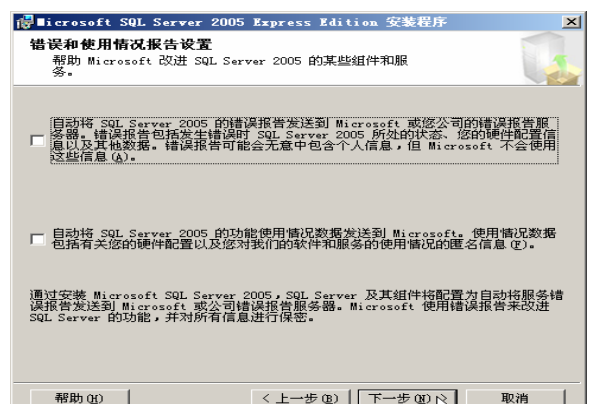 Microsoft SQL Server 2005 Express Edition 安装程序
错误和使用情况报告设置
帮助 Microsoft 改进 SQL Server 2005 的某些组件和服
务。
自动将 SQL Server 2005 的错误报告发送到 Microsoft 或您公司的错误报告服
务器。错误报告包括发生错误时 SQL Server 2005 所处的状态、您的硬件配置信
息以及其他数据。错误报告可能会无意中包含个人信息，但 Microsoft 不会使用
这些信息(A)。
自动将 SQL Server 2005 的功能使用情况数据发送到 Microsoft。使用情况数据
包括有关您的硬件配置以及您对我们的软件和服务的使用情况的匿名信息(F)。
通过安装 Microsoft SQL Server 2005，SQL Server 及其组件将配置为自动将服务错
误报告发送到 Microsoft 或公司错误报告服务器。Microsoft 使用错误报告来改进
SQL Server 的功能，并对所有信息进行保密。
帮助(H) < 上一步(B) 下一步(N) > 取消